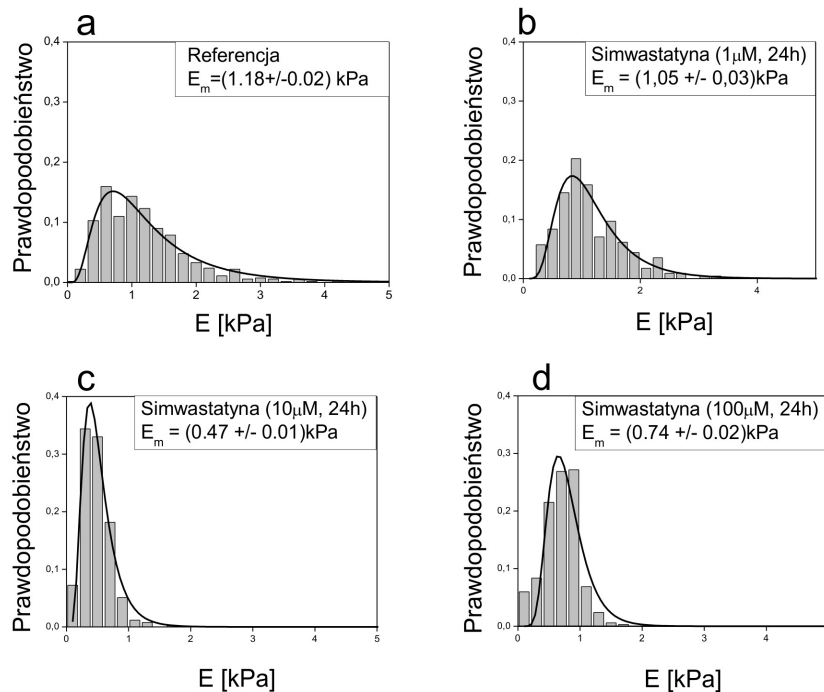 a
Referencja
Em=(1.18+/-0.02) kPa
Prawdopodobieństwo
0,4
0,3
0,2
0,1
0,0
0 1 2 3 4 5
E [kPa]
b
Simwastatyna (1μM, 24h)
Em = (1,05 +/- 0,03)kPa
Prawdopodobieństwo
0,4
0,3
0,2
0,1
0,0
0 2 4
E [kPa]
c
Simwastatyna (10μM, 24h)
Em = (0.47 +/- 0.01)kPa
Prawdopodobieństwo
0,4
0,3
0,2
0,1
0,0
0 1 2 3 4 5
E [kPa]
d
Simwastatyna (100μM, 24h)
Em = (0.74 +/- 0.02)kPa
Prawdopodobieństwo
0,4
0,3
0,2
0,1
0,0
0 1 2 3 4
E [kPa]